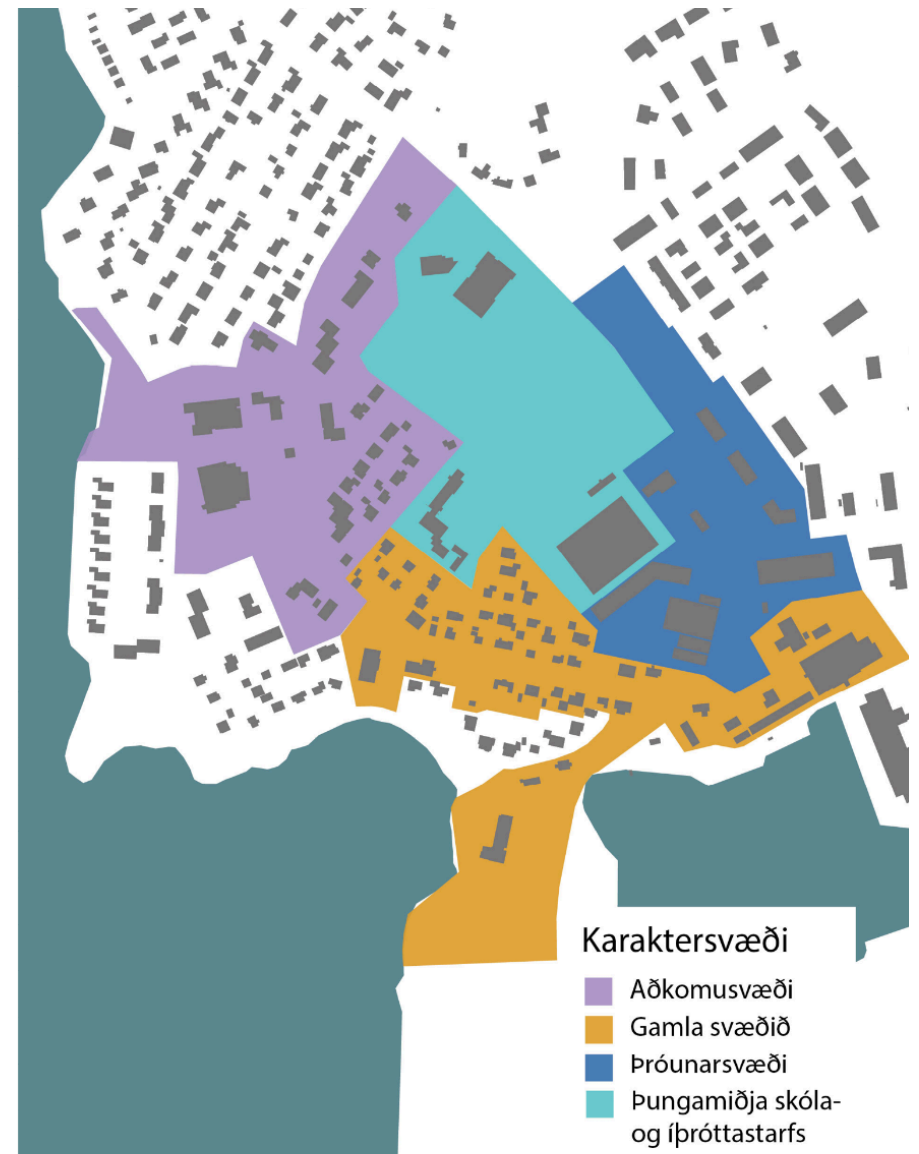 Karaktersvæði
Aðkomusvæði
Gamla svæðið
Þróunarsvæði
Þungamiðja skóla-
og íþróttastarfs